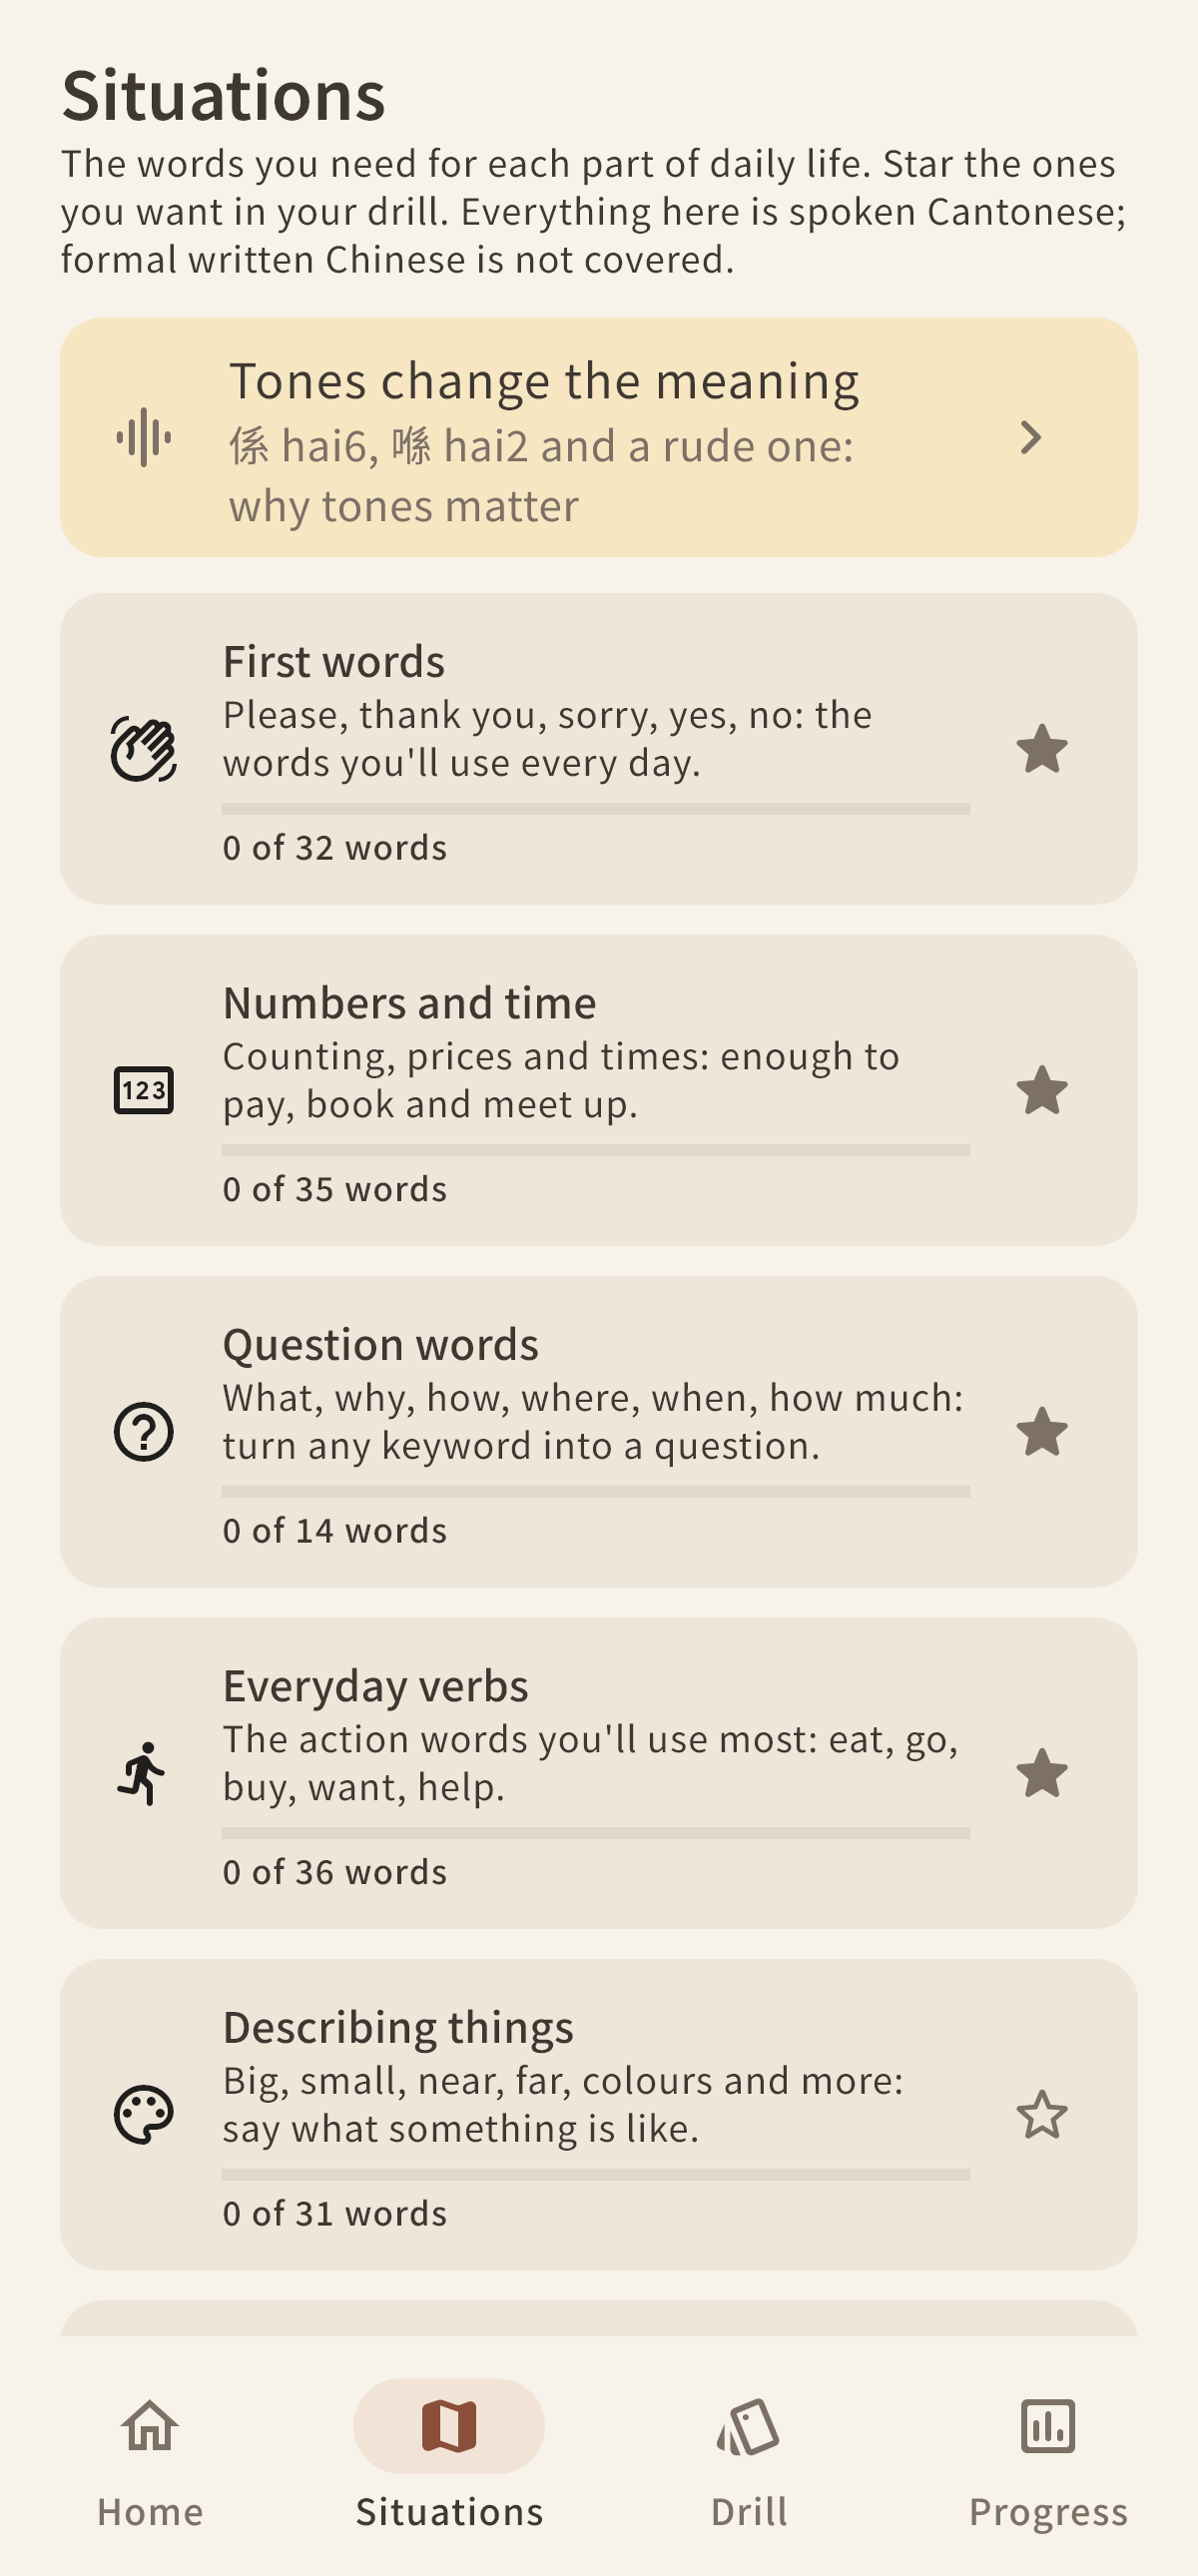 Situations
The words you need for each part of daily life. Star the ones
you want in your drill. Everything here is spoken Cantonese;
formal written Chinese is not covered.
Tones change the meaning
係 hai6, 喺 hai2 and a rude one:
why tones matter
First words
Please, thank you, sorry, yes, no: the
words you'll use every day.
0 of 32 words
Numbers and time
123
Counting, prices and times: enough to
pay, book and meet up.
0 of 35 words
Question words
What, why, how, where, when, how much:
turn any keyword into a question.
0 of 14 words
Everyday verbs
The action words you'll use most: eat, go,
buy, want, help.
0 of 36 words
Describing things
Big, small, near, far, colours and more:
say what something is like.
0 of 31 words
Home
Situations
Drill
Progress